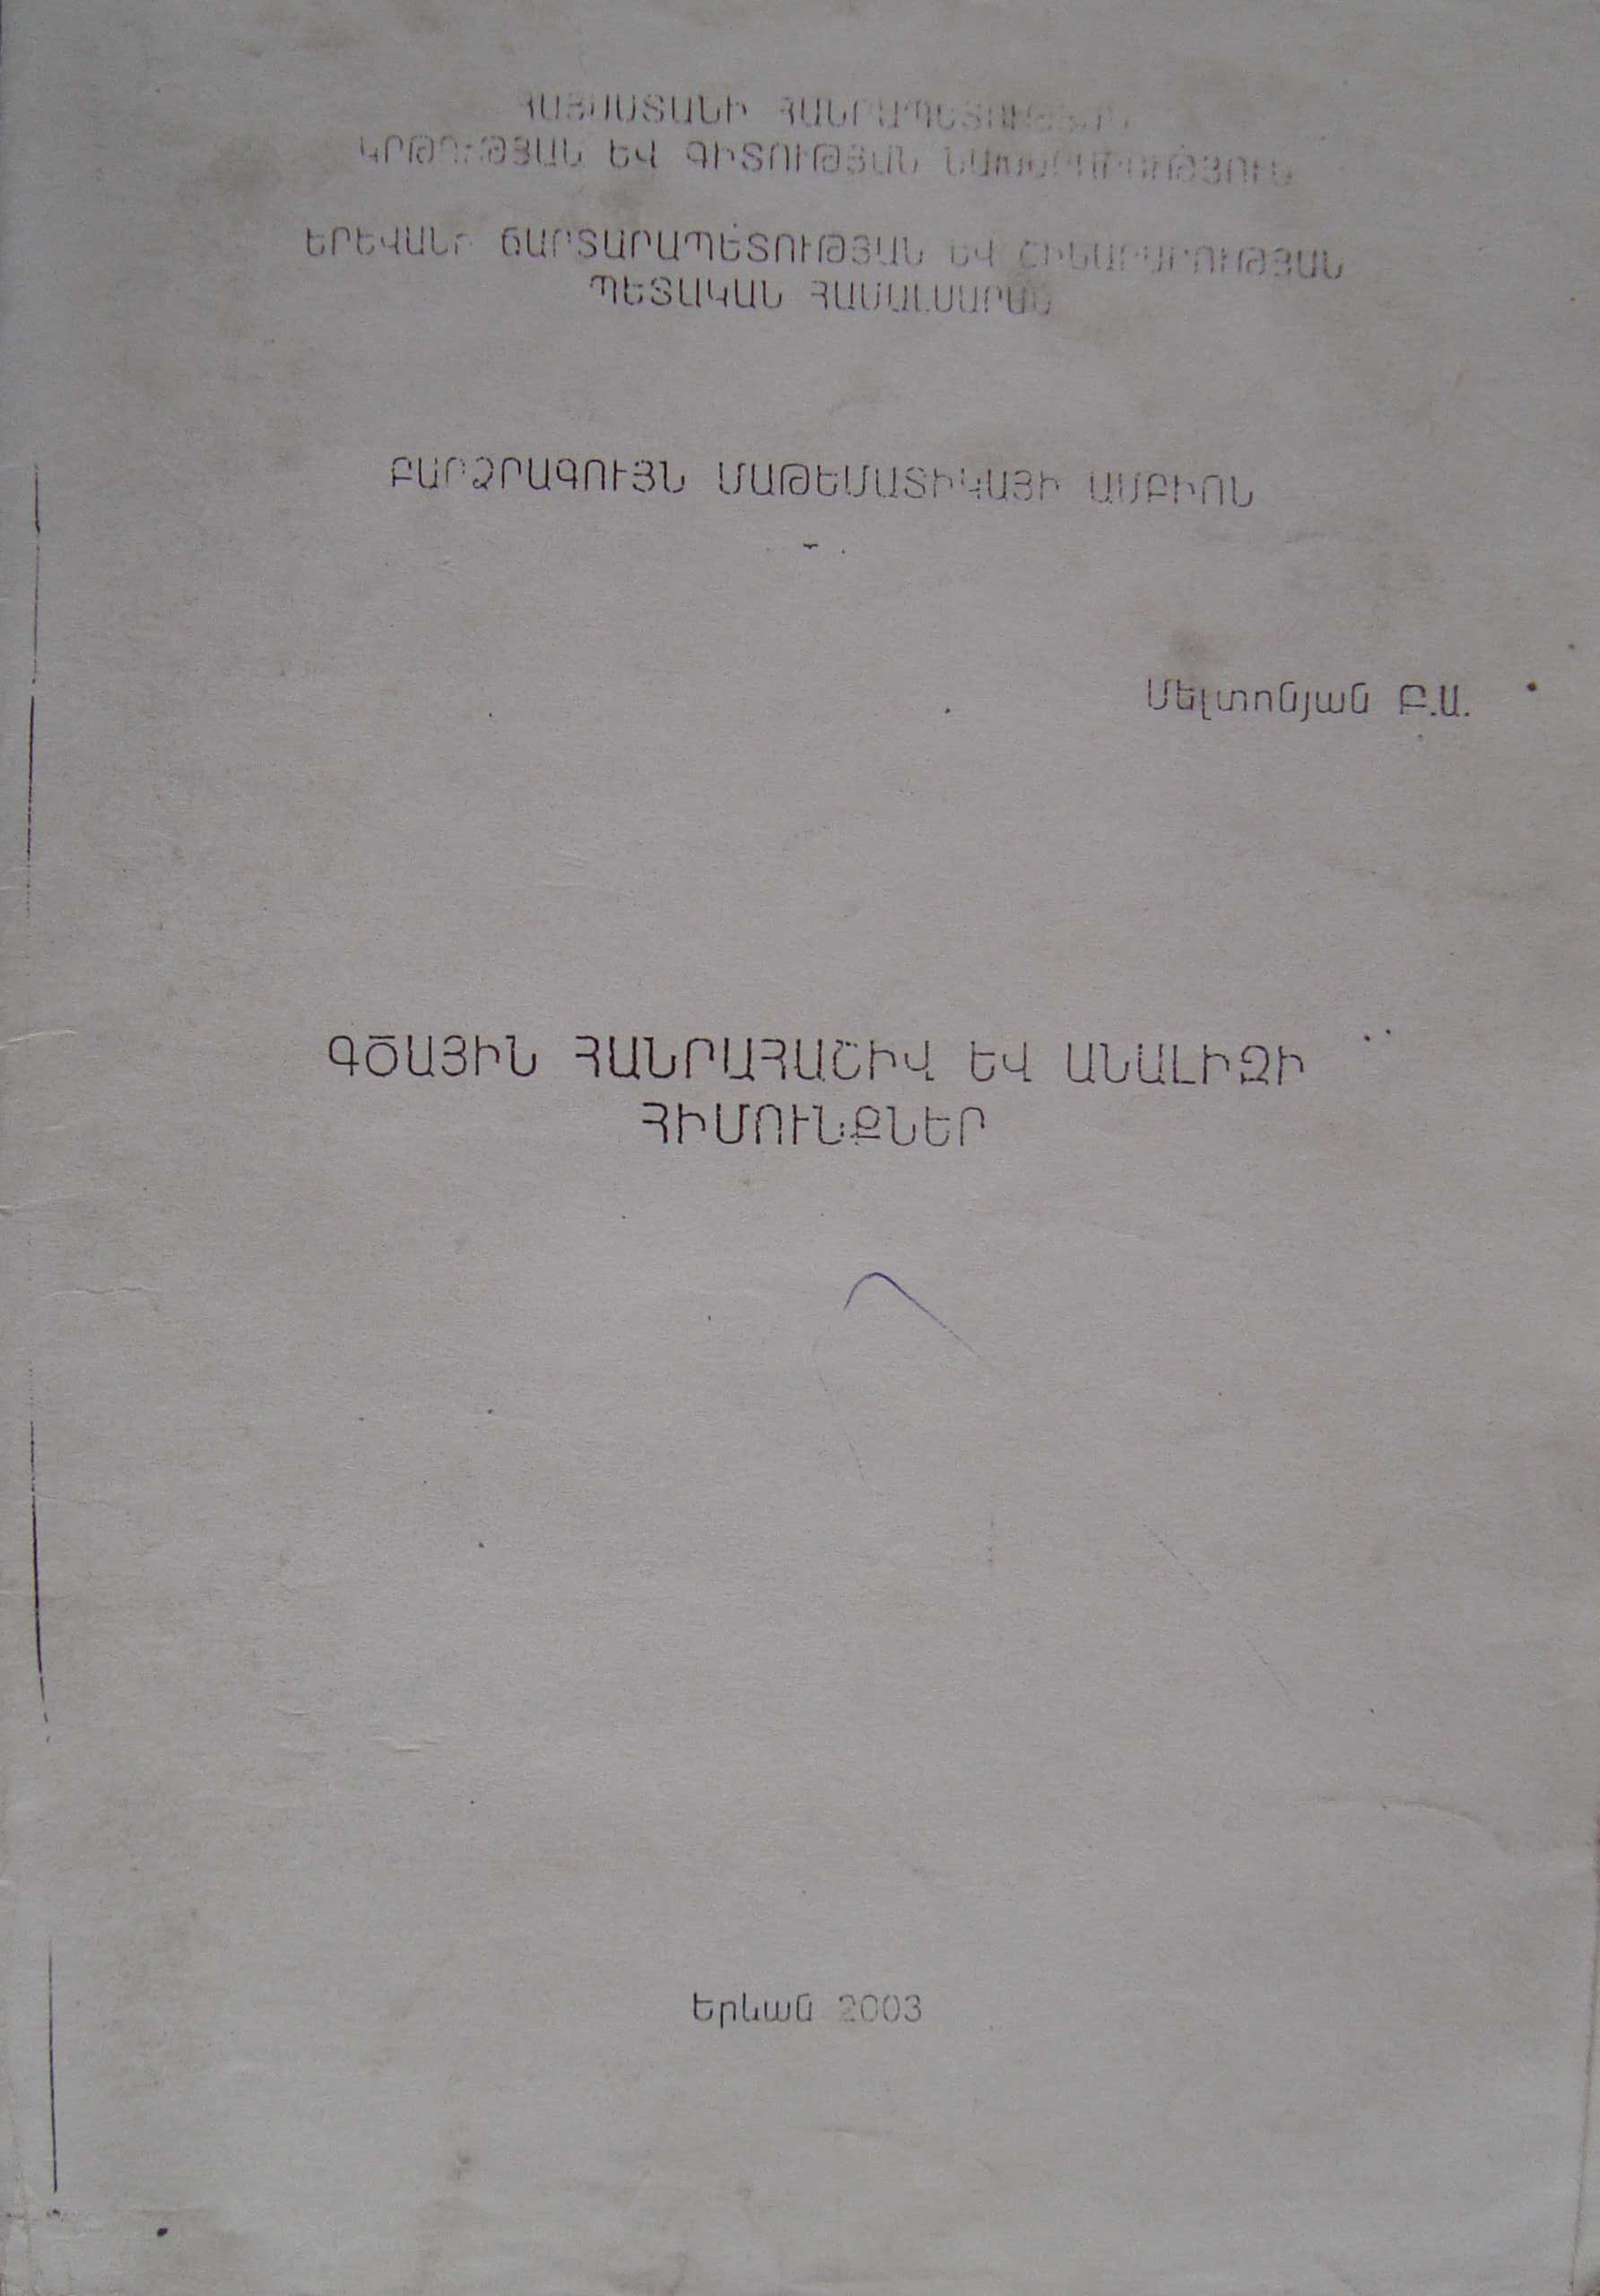 ՀԱՅԱՍՏԱՆԻ ՀԱՆՐԱՊԵՏՈՒԹՅԱՆ
ԿՐԹՈՒԹՅԱՆ ԵՎ ԳԻՏՈՒԹՅԱՆ ՆԱԽԱՐԱՐՈՒԹՅՈՒՆ
ԵՐԵՎԱՆԻ ՃԱՐՏԱՐԱՊԵՏՈՒԹՅԱՆ ԵՎ ՇԻՆԱՐԱՐՈՒԹՅԱՆ
ՊԵՏԱԿԱՆ ՀԱՄԱԼՍԱՐԱՆ
ԲԱՐՁՐԱԳՈՒՅՆ ՄԱԹԵՄԱՏԻԿԱՅԻ ԱՄԲԻՈՆ
Մելտոնյան Բ.Ա.
ԳԾԱՅԻՆ ՀԱՆՐԱՀԱՇԻՎ ԵՎ ԱՆԱԼԻԶԻ
ՀԻՄՈՒՆՔՆԵՐ
Երևան 2003